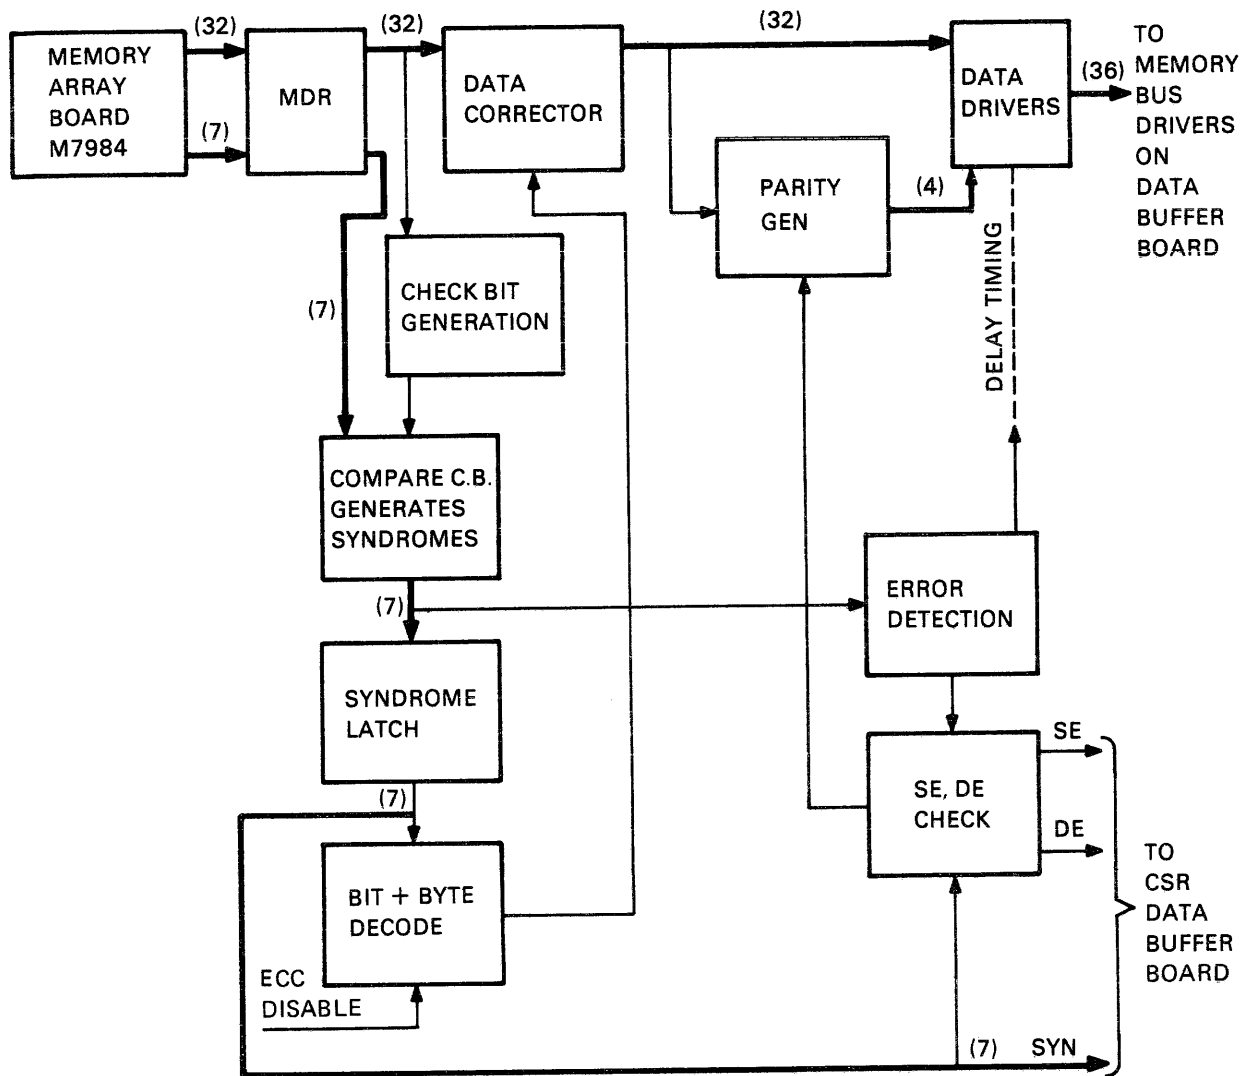 (32)
(32)
(32)
MEMORY
ARRAY
BOARD
M7984
(7)
MDR
DATA
CORRECTOR
DATA
DRIVERS
(36)
TO
MEMORY
BUS
DRIVERS
ON
DATA
BUFFER
BOARD
PARITY
GEN
(4)
DELAY TIMING
(7)
CHECK BIT
GENERATION
COMPARE C.B.
GENERATES
SYNDROMES
(7)
ERROR
DETECTION
SYNDROME
LATCH
(7)
SE, DE
CHECK
SE
DE
BIT + BYTE
DECODE
ECC
DISABLE
TO
CSR
DATA
BUFFER
BOARD
(7)
SYN